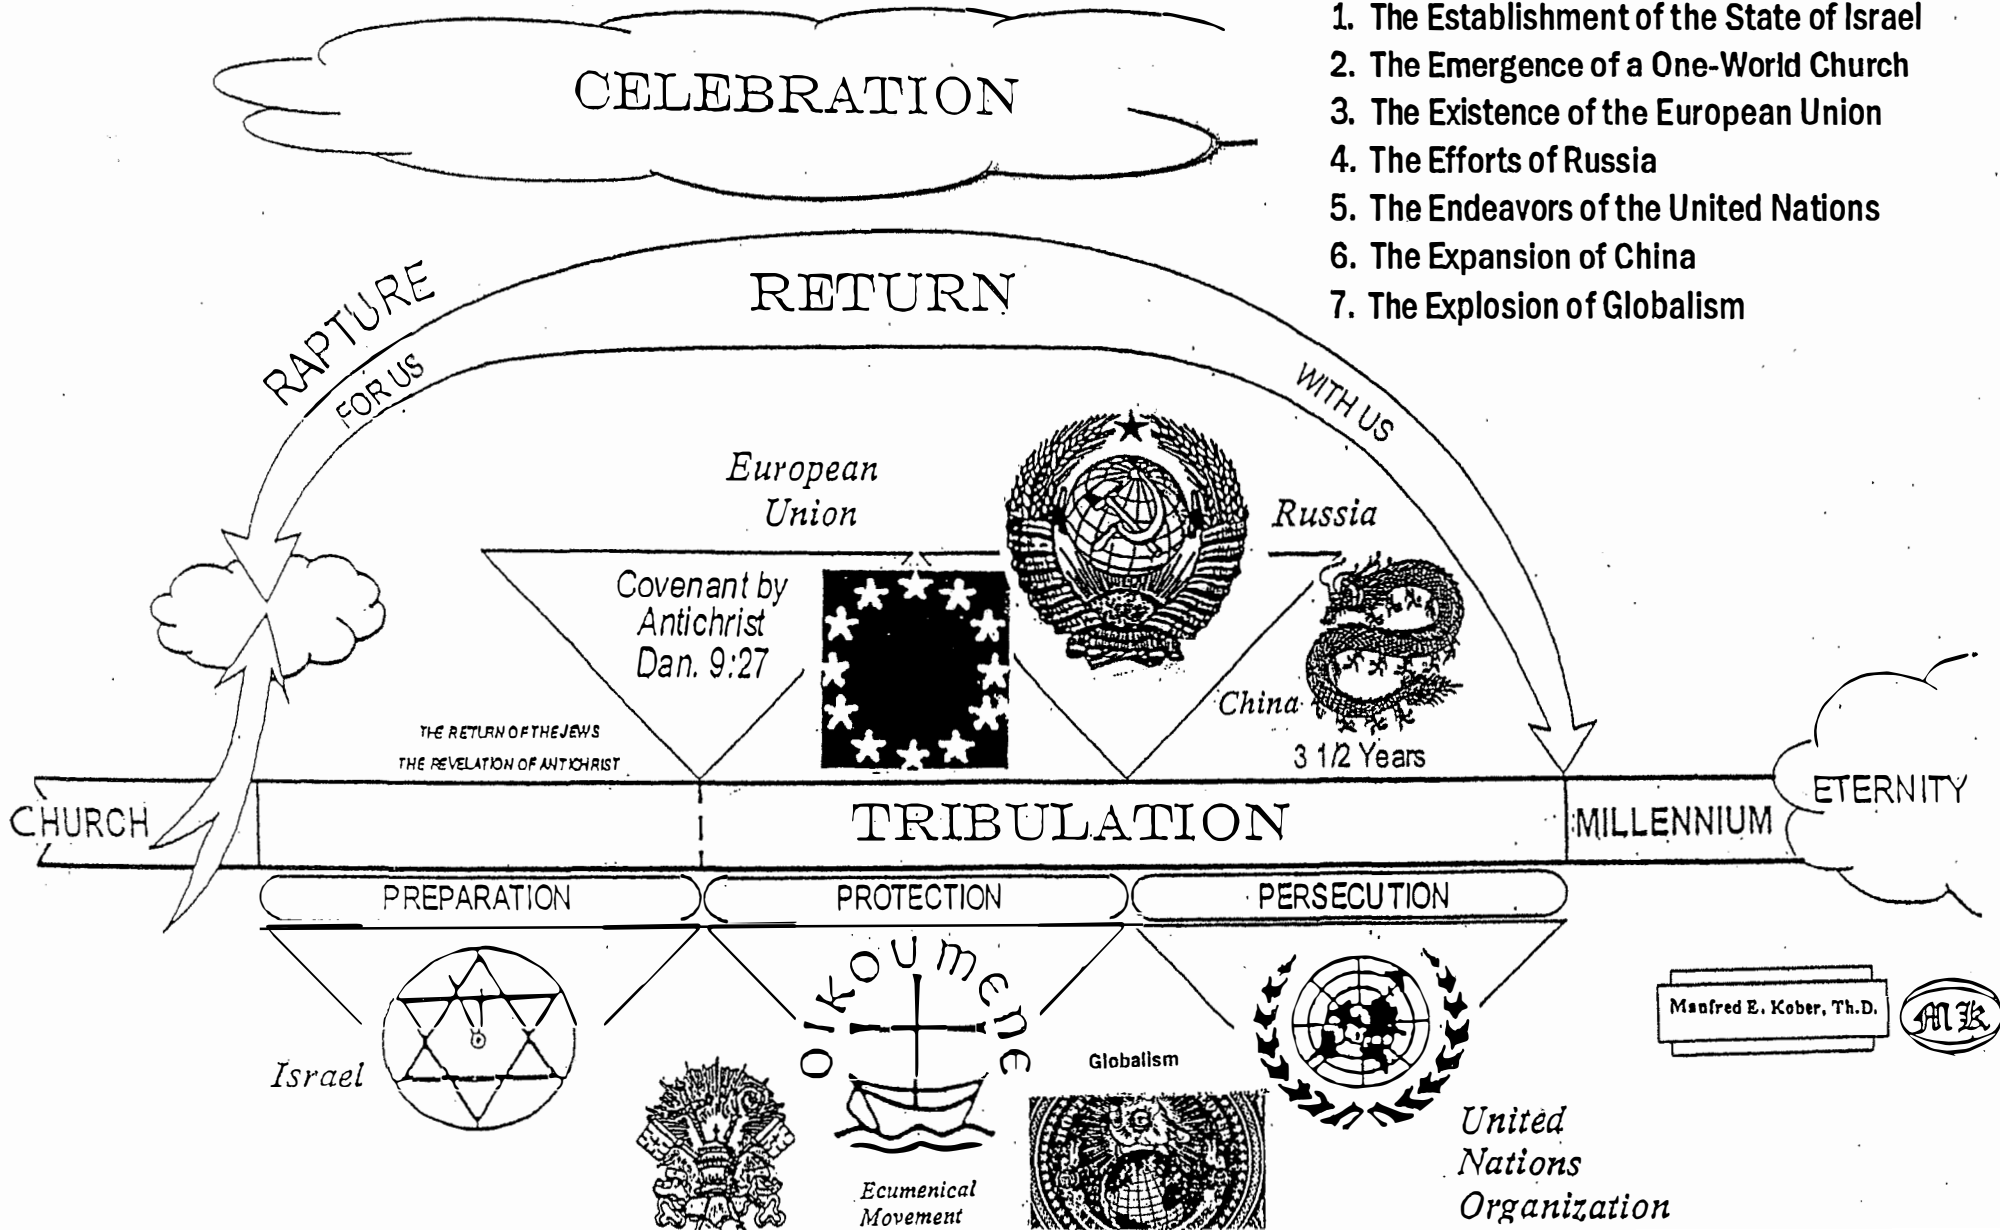 CELEBRATION
1. The Establishment of the State of Israel
2. The Emergence of a One-World Church
3. The Existence of the European Union
4. The Efforts of Russia
5. The Endeavors of the United Nations
6. The Expansion of China
7. The Explosion of Globalism
RAPTURE
RETURN
FOR US
WITH US
European
Union
Russia
Covenant by
Antichrist
Dan. 9:27
China
3 1/2 Years
THE RETURN OF THE JEWS
THE REVELATION OF ANTICHRIST
CHURCH
TRIBULATION
MILLENNIUM
ETERNITY
PREPARATION
PROTECTION
PERSECUTION
OIKOUMENE
Israel
Globalism
Manfred E. Kober, Th.D.
MK
United
Nations
Organization
Ecumenical
Movement